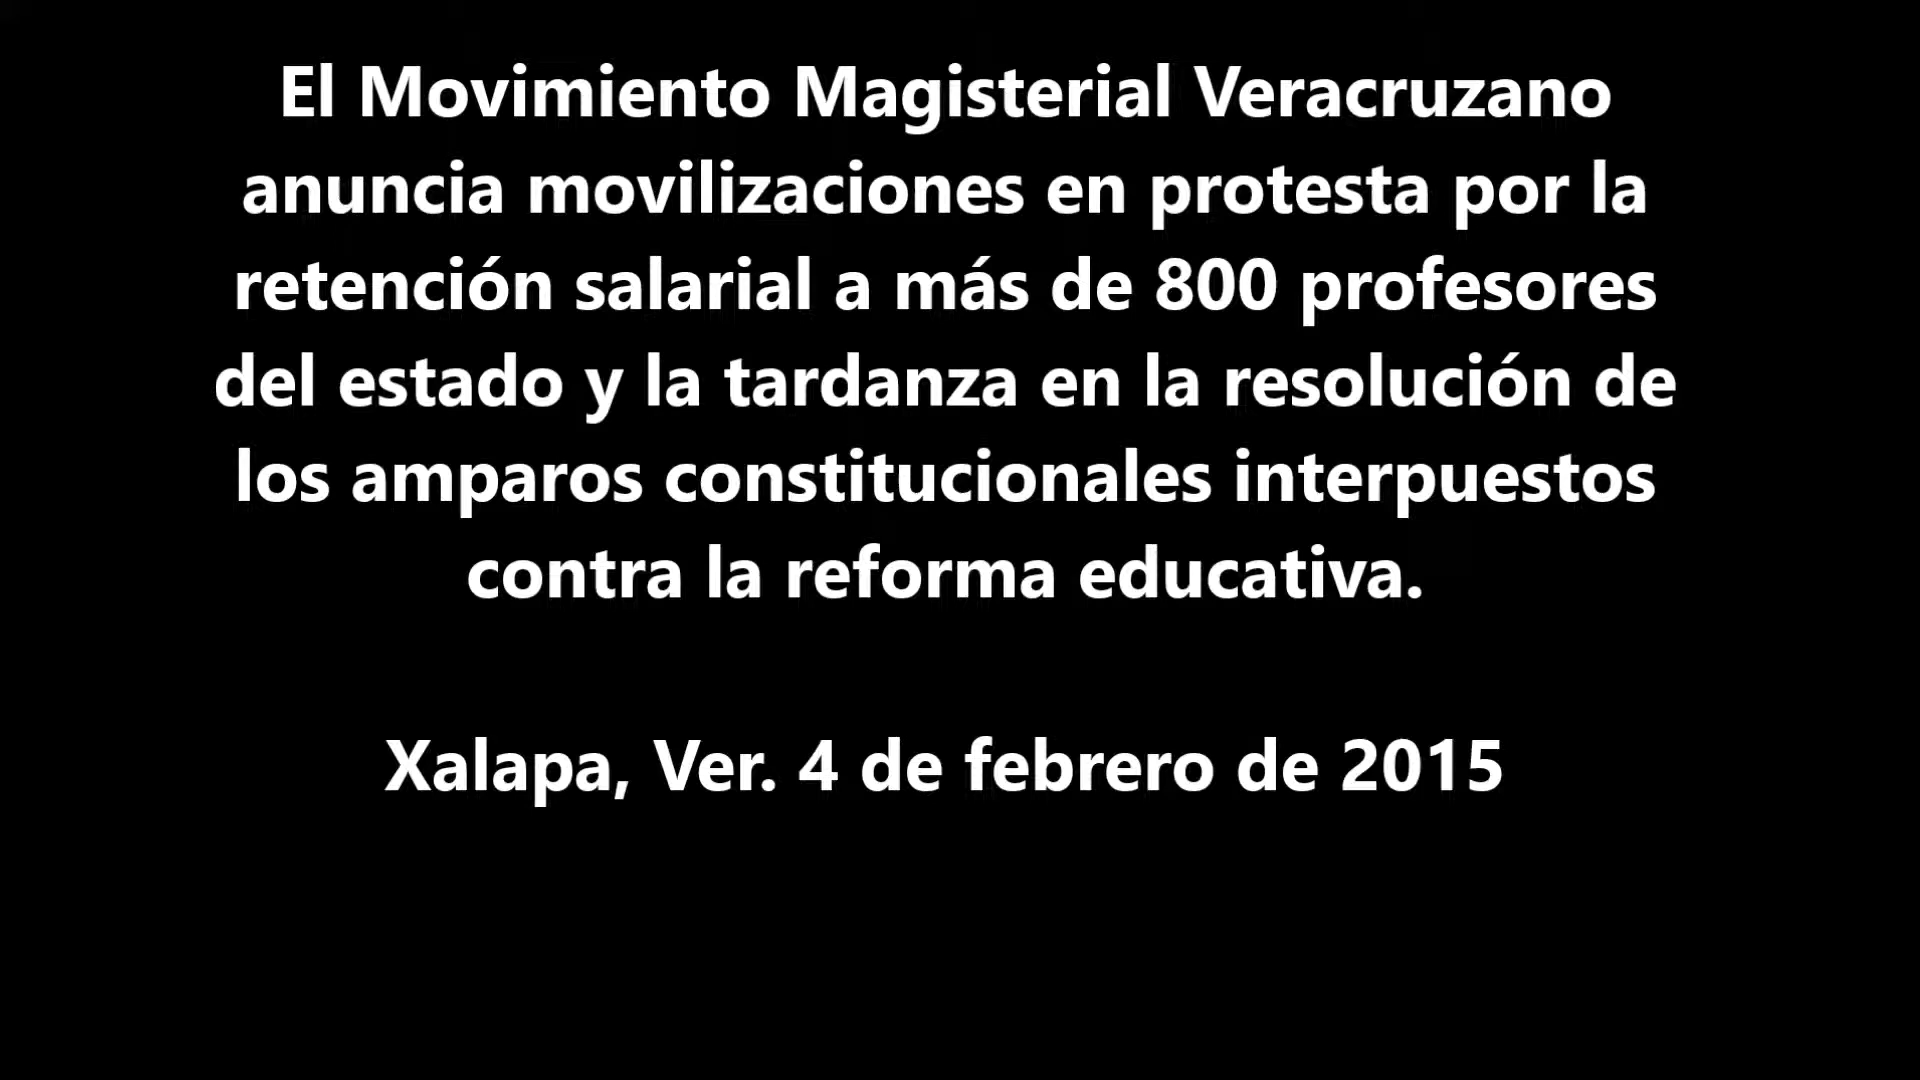 El Movimiento Magisterial Veracruzano
anuncia movilizaciones en protesta por la
retención salarial a más de 800 profesores
del estado y la tardanza en la resolución de
los amparos constitucionales interpuestos
contra la reforma educativa.
Xalapa, Ver. 4 de febrero de 2015